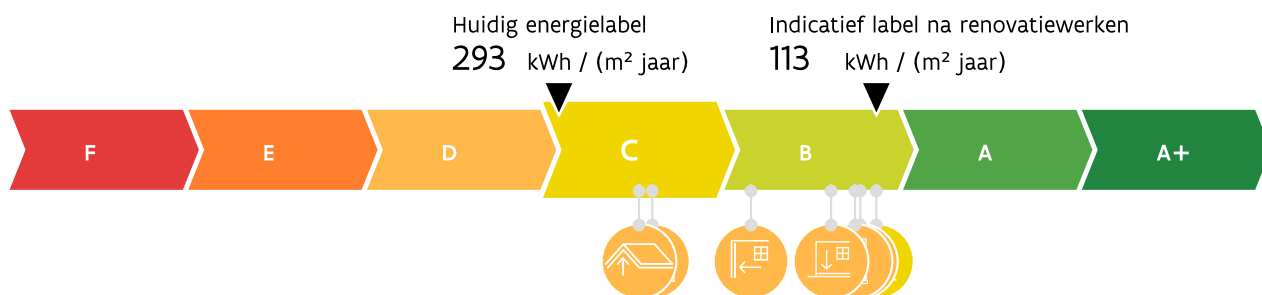 Huidig energielabel
293 kWh / (m² jaar)
Indicatief label na renovatiewerken
113 kWh / (m² jaar)
F E D C B A A+